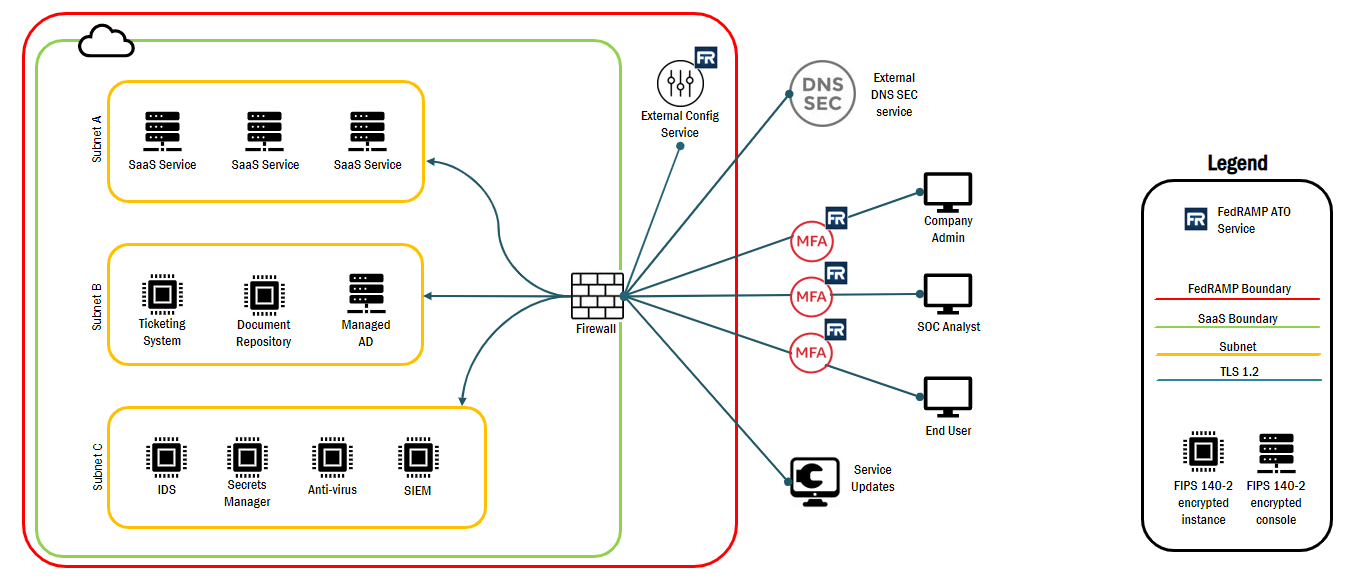 Subnet A
SaaS Service
SaaS Service
SaaS Service
Subnet B
Ticketing
System
Document
Repository
Managed
AD
Subnet C
IDS
Secrets
Manager
Anti-virus
SIEM
Firewall
FR
External Config
Service
DNS
SEC
External
DNS SEC
service
MFA
FR
Company
Admin
MFA
FR
SOC Analyst
MFA
FR
End User
Service
Updates
Legend
FR
FedRAMP ATO
Service
FedRAMP Boundary
SaaS Boundary
Subnet
TLS 1.2
FIPS 140-2
encrypted
instance
FIPS 140-2
encrypted
console